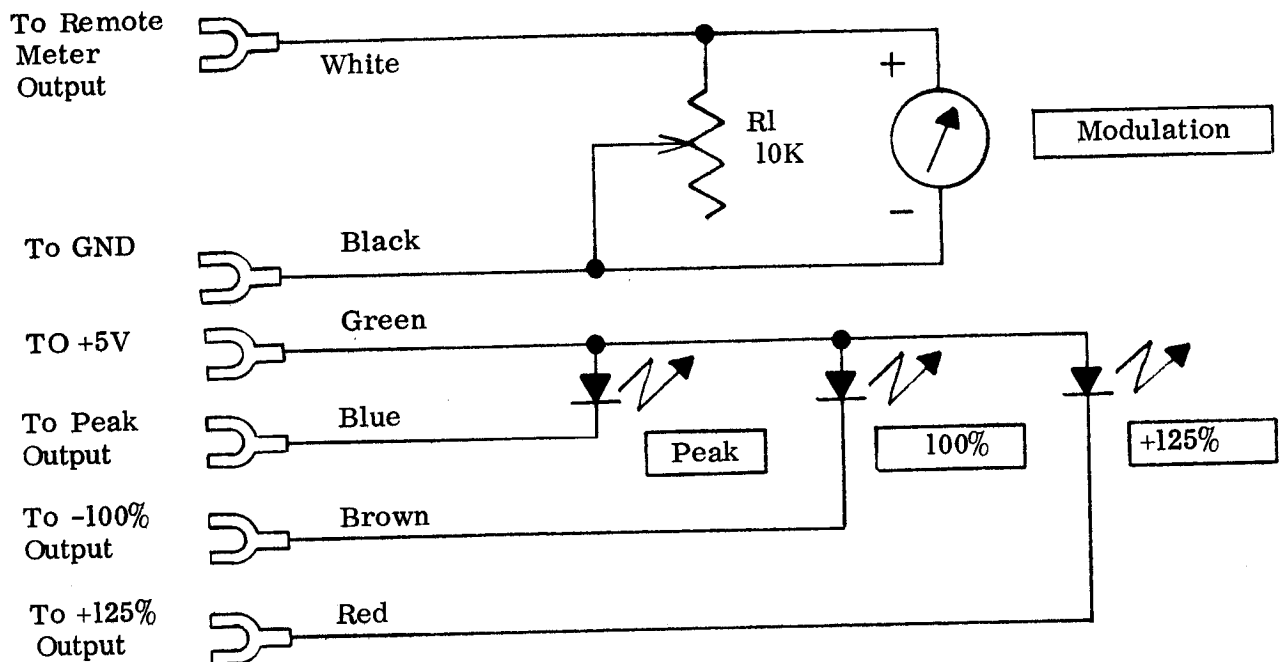 To Remote
Meter
Output
White
+
R1
10K
Modulation
−
To GND
Black
TO +5V
Green
To Peak
Output
Blue
Peak
100%
+125%
To -100%
Output
Brown
To +125%
Output
Red